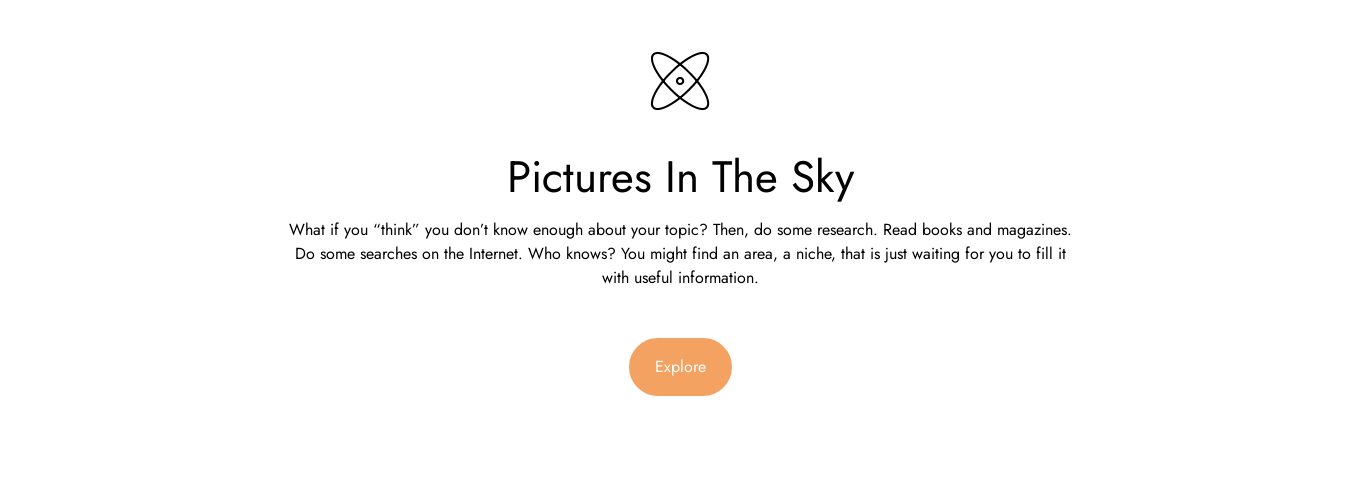 Pictures In The Sky
What if you “think” you don’t know enough about your topic? Then, do some research. Read books and magazines.
Do some searches on the Internet. Who knows? You might find an area, a niche, that is just waiting for you to fill it
with useful information.
Explore